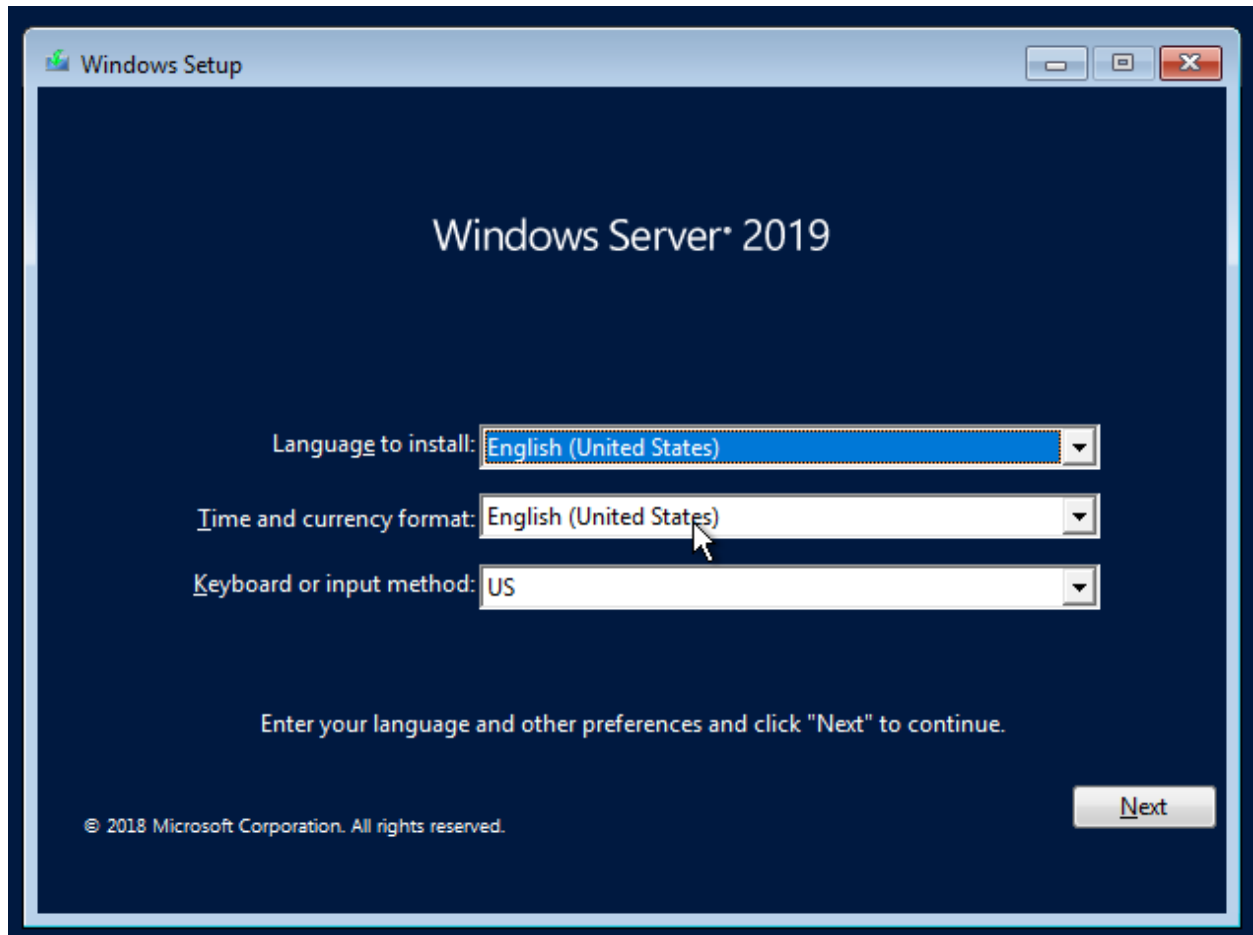 Windows Setup
Windows Server® 2019
Language to install: English (United States)
Time and currency format: English (United States)
Keyboard or input method: US
Enter your language and other preferences and click "Next" to continue.
Next
© 2018 Microsoft Corporation. All rights reserved.